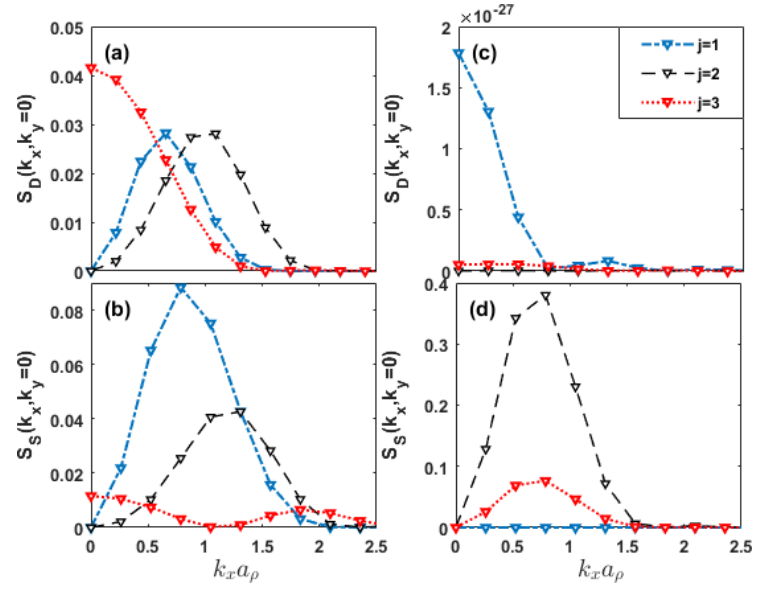 (a)
S_D(k_x,k_y=0)
0.05
0.04
0.03
0.02
0.01
0
(c)
S_D(k_x,k_y=0)
×10^-27
2
1.5
1
0.5
0
j=1
j=2
j=3
(b)
S_S(k_x,k_y=0)
0.08
0.06
0.04
0.02
0
0 0.5 1 1.5 2 2.5
k_x a_ρ
(d)
S_S(k_x,k_y=0)
0.4
0.3
0.2
0.1
0
0 0.5 1 1.5 2 2.5
k_x a_ρ